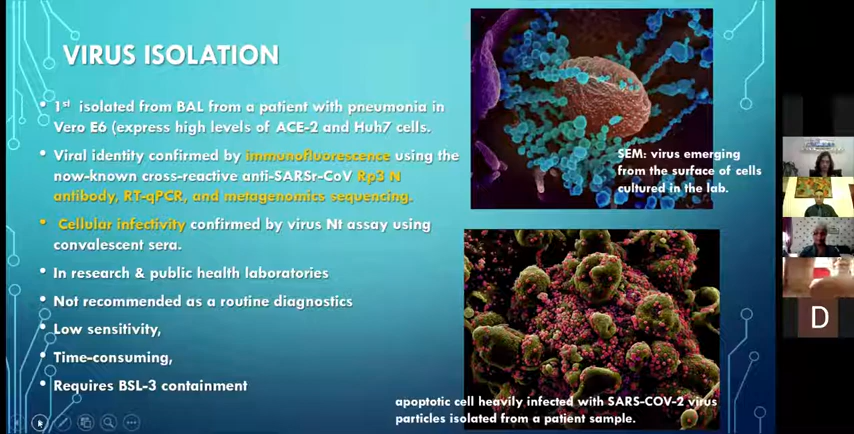 VIRUS ISOLATION
• 1st isolated from BAL from a patient with pneumonia in
Vero E6 (express high levels of ACE-2 and Huh7 cells.
• Viral identity confirmed by immunofluorescence using the
now-known cross-reactive anti-SARSr-CoV Rp3 N
antibody, RT-qPCR, and metagenomics sequencing.
• Cellular infectivity confirmed by virus Nt assay using
convalescent sera.
• In research & public health laboratories
• Not recommended as a routine diagnostics
• Low sensitivity,
• Time-consuming,
• Requires BSL-3 containment
SEM: virus emerging
from the surface of cells
cultured in the lab.
apoptotic cell heavily infected with SARS-COV-2 virus
particles isolated from a patient sample.
D